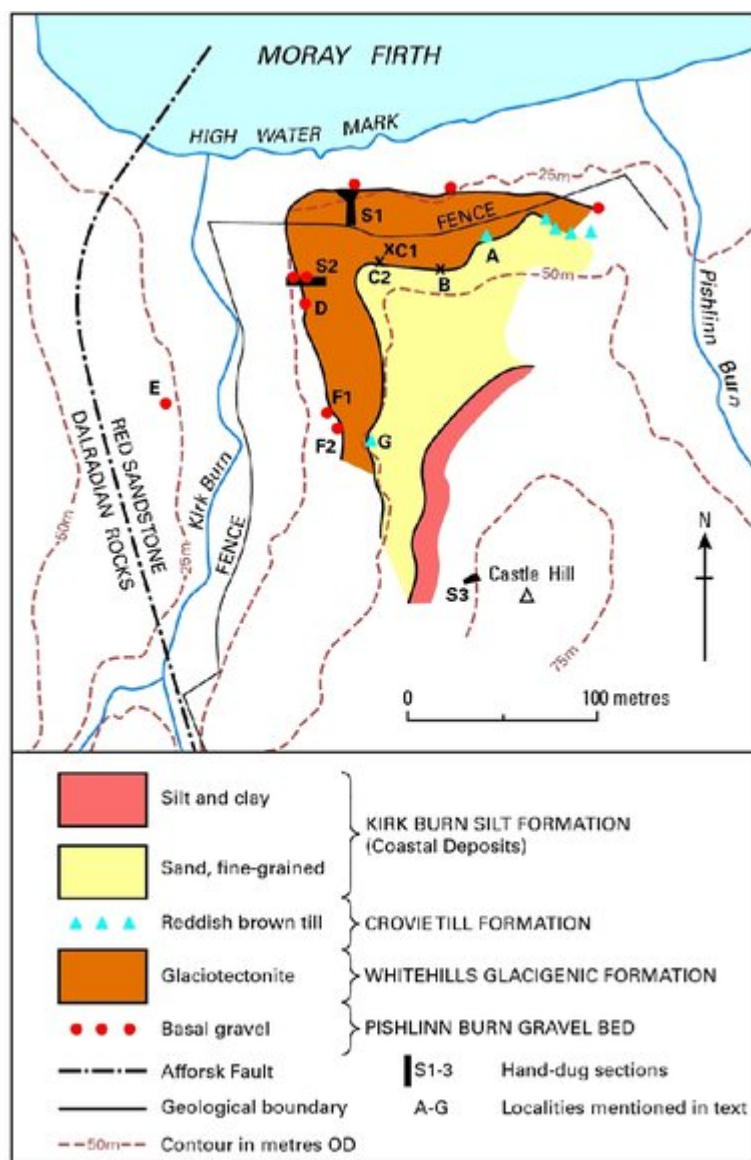 MORAY FIRTH
HIGH WATER MARK
25m
S1
FENCE
C1
S2
C2
B
A
50m
D
Pishlinn Burn
E
F1
F2
G
RED SANDSTONE
DALRADIAN ROCKS
Kirk Burn
FENCE
50m
25m
N
S3
Castle Hill
75m
0 100 metres
Silt and clay
Sand, fine-grained
KIRK BURN SILT FORMATION
(Coastal Deposits)
Reddish brown till
CROVIE TILL FORMATION
Glaciotectonite
WHITEHILLS GLACIGENIC FORMATION
Basal gravel
PISHLINN BURN GRAVEL BED
Afforsk Fault
S1-3 Hand-dug sections
Geological boundary
A-G Localities mentioned in text
50m Contour in metres OD